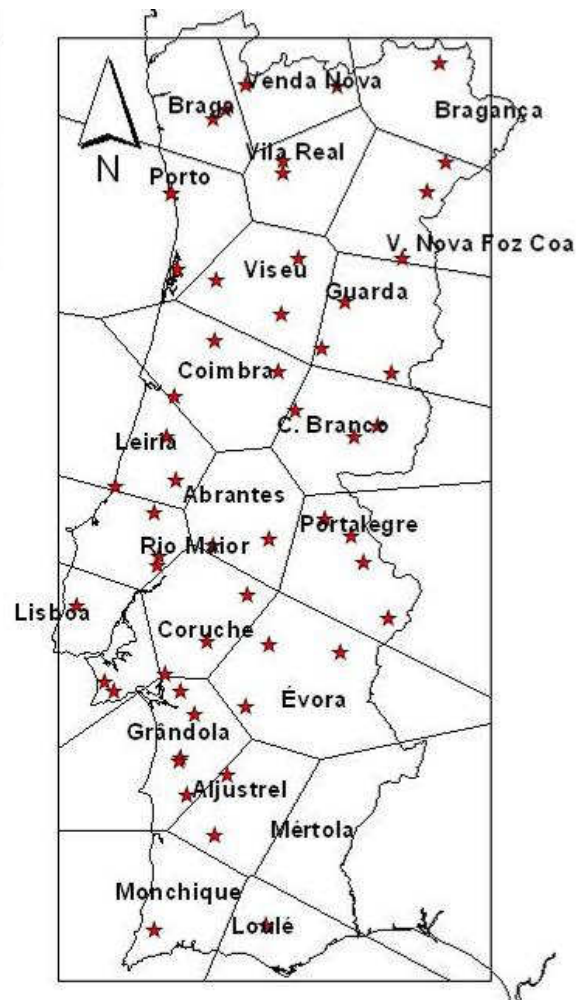 Venda Nova
Braga
Bragança
N
Vila Real
Porto
V. Nova Foz Coa
Viseu
Guarda
Coimbra
C. Branco
Leiria
Abrantes
Portalegre
Rio Maior
Lisboa
Coruche
Évora
Grândola
Aljustrel
Mértola
Monchique
Loulé